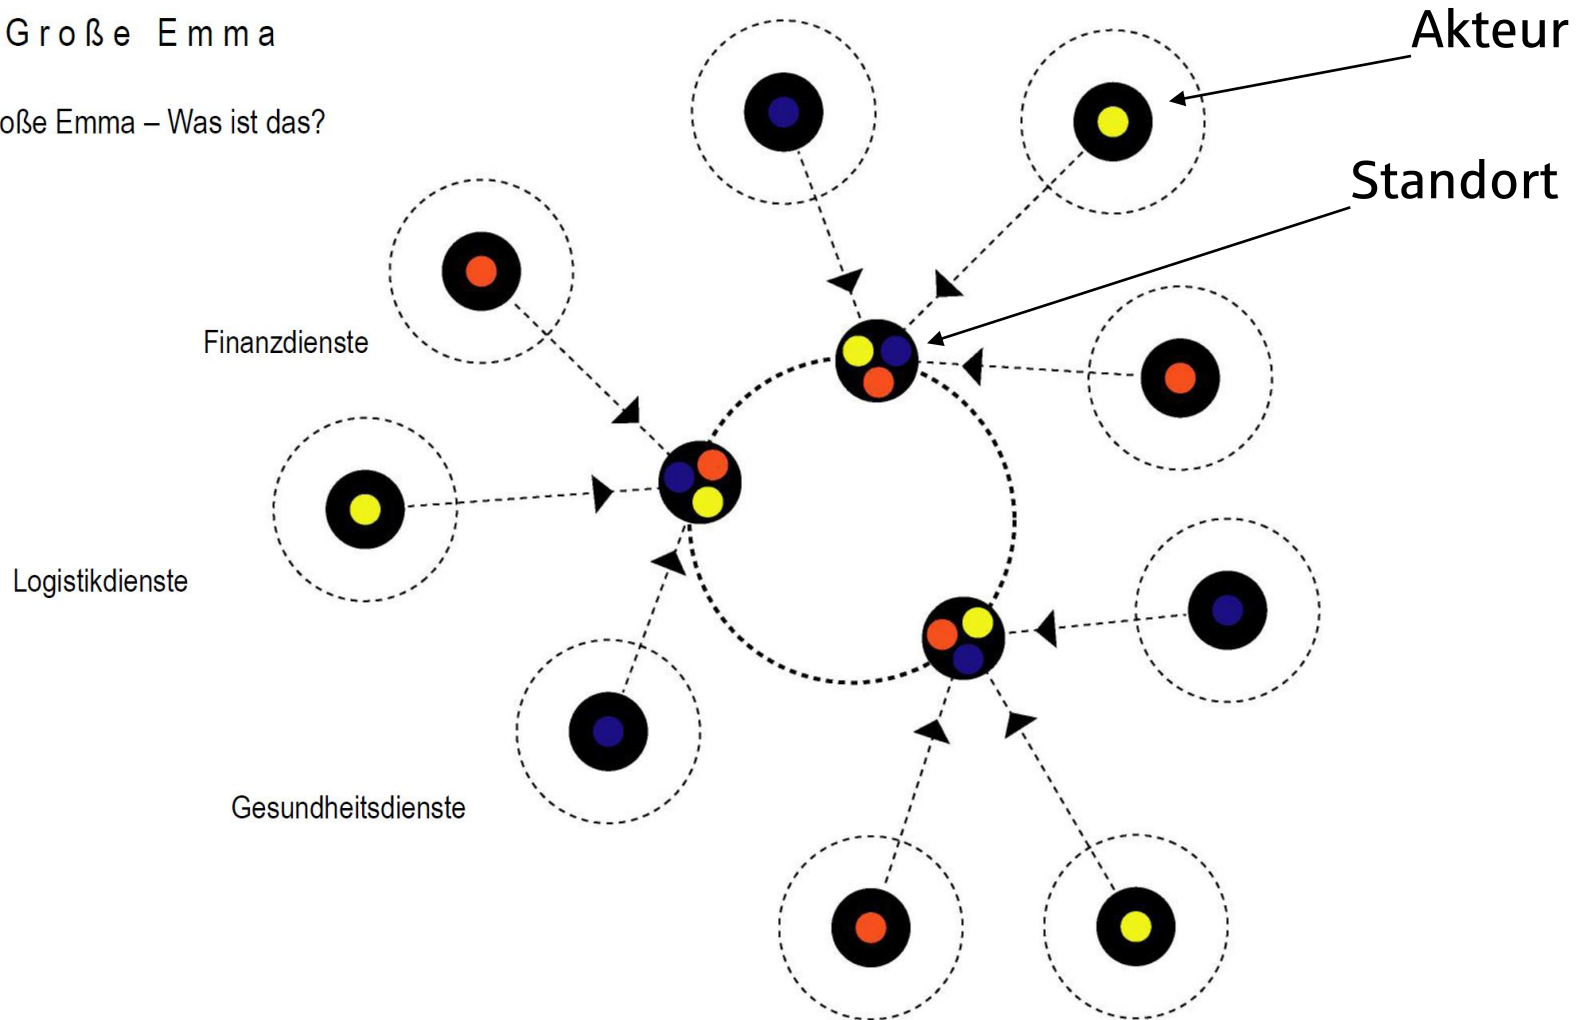 Große Emma
oße Emma – Was ist das?
Akteur
Standort
Finanzdienste
Logistikdienste
Gesundheitsdienste